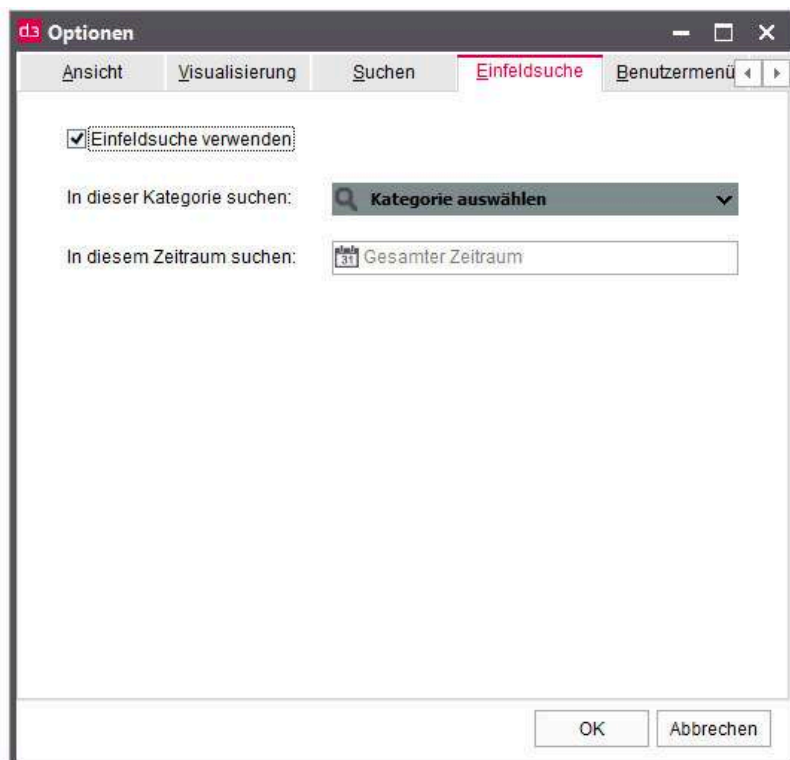 d3 Optionen
Ansicht Visualisierung Suchen Einfeldsuche Benutzermenü
Einfeldsuche verwenden
In dieser Kategorie suchen: Kategorie auswählen
In diesem Zeitraum suchen: 31 Gesamter Zeitraum
OK Abbrechen